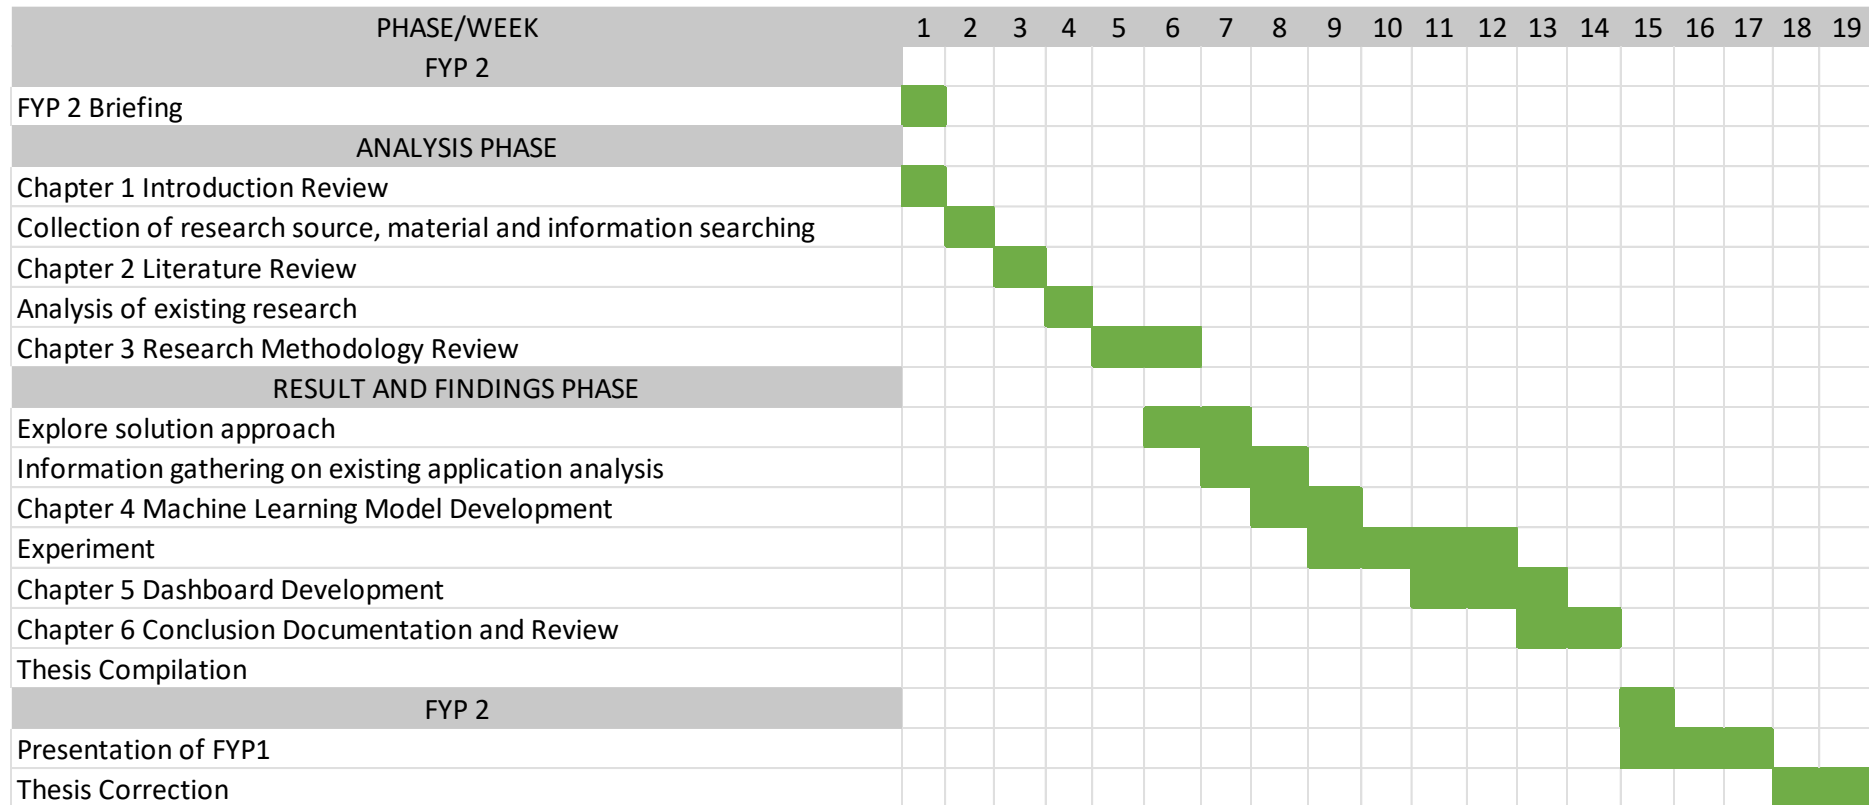 PHASE/WEEK 1 2 3 4 5 6 7 8 9 10 11 12 13 14 15 16 17 18 19
FYP 2
FYP 2 Briefing
ANALYSIS PHASE
Chapter 1 Introduction Review
Collection of research source, material and information searching
Chapter 2 Literature Review
Analysis of existing research
Chapter 3 Research Methodology Review
RESULT AND FINDINGS PHASE
Explore solution approach
Information gathering on existing application analysis
Chapter 4 Machine Learning Model Development
Experiment
Chapter 5 Dashboard Development
Chapter 6 Conclusion Documentation and Review
Thesis Compilation
FYP 2
Presentation of FYP1
Thesis Correction